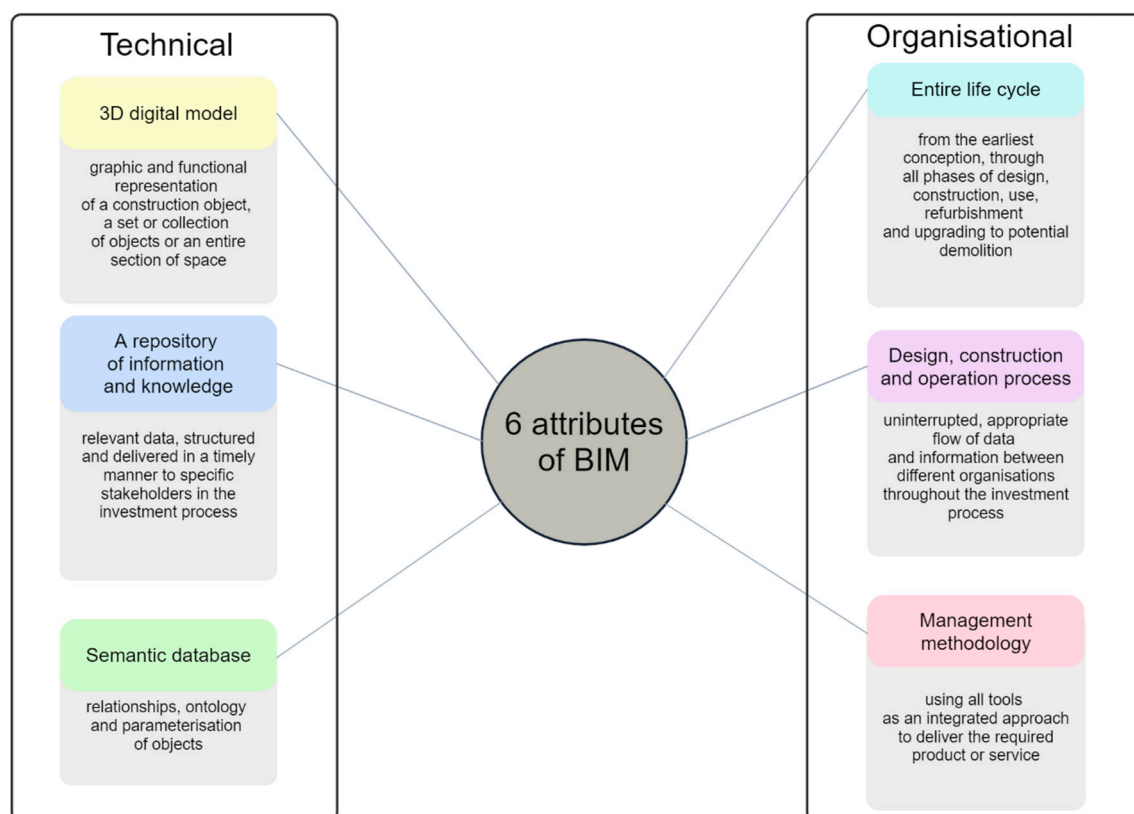 Technical
3D digital model
graphic and functional
representation
of a construction object,
a set or collection
of objects or an entire
section of space
A repository
of information
and knowledge
relevant data, structured
and delivered in a timely
manner to specific
stakeholders in the
investment process
Semantic database
relationships, ontology
and parameterisation
of objects
6 attributes
of BIM
Organisational
Entire life cycle
from the earliest
conception, through
all phases of design,
construction, use,
refurbishment
and upgrading to potential
demolition
Design, construction
and operation process
uninterrupted, appropriate
flow of data
and information between
different organisations
throughout the investment
process
Management
methodology
using all tools
as an integrated approach
to deliver the required
product or service